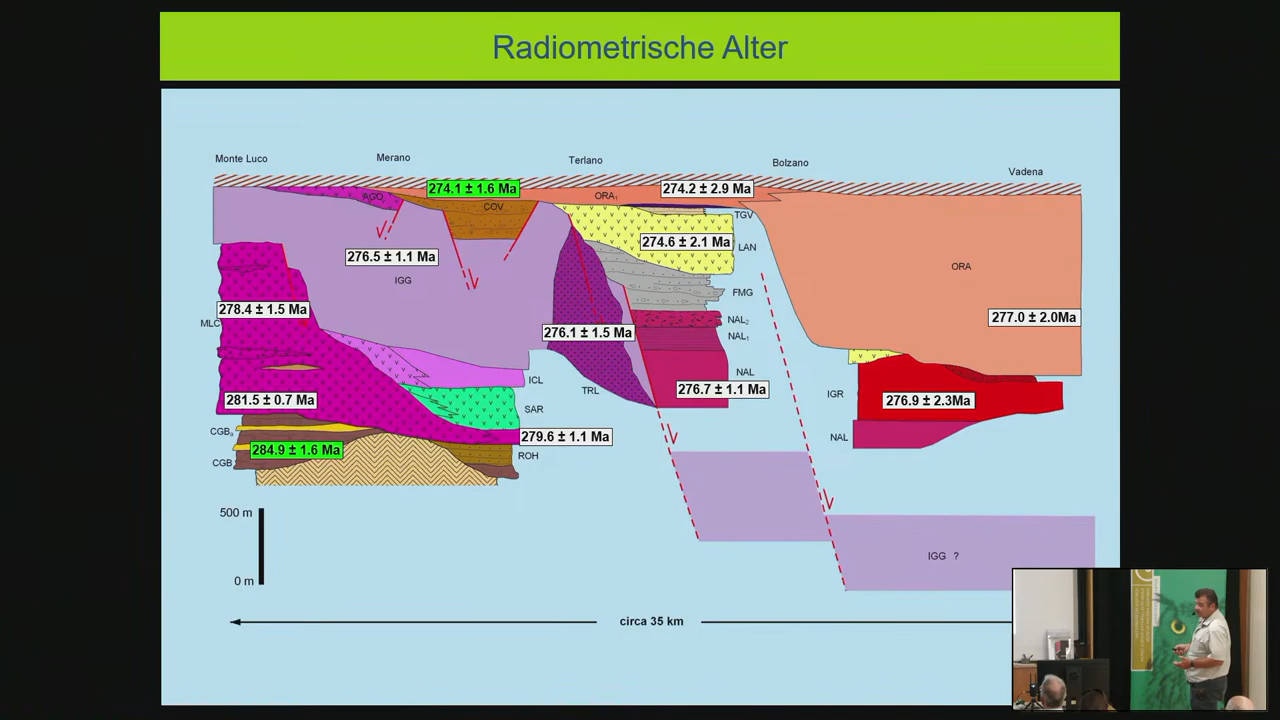 Radiometrische Alter
Monte Luco
Merano
Terlano
Bolzano
Vadena
AGO
274.1 ± 1.6 Ma
COV
ORA₁
274.2 ± 2.9 Ma
TGV
274.6 ± 2.1 Ma
LAN
276.5 ± 1.1 Ma
IGG
ORA
FMG
278.4 ± 1.5 Ma
MLC
276.1 ± 1.5 Ma
NAL₂
NAL₁
277.0 ± 2.0Ma
ICL
TRL
NAL
276.7 ± 1.1 Ma
IGR
276.9 ± 2.3Ma
281.5 ± 0.7 Ma
SAR
CGB
279.6 ± 1.1 Ma
NAL
284.9 ± 1.6 Ma
ROH
CGB
500 m
0 m
IGG ?
circa 35 km